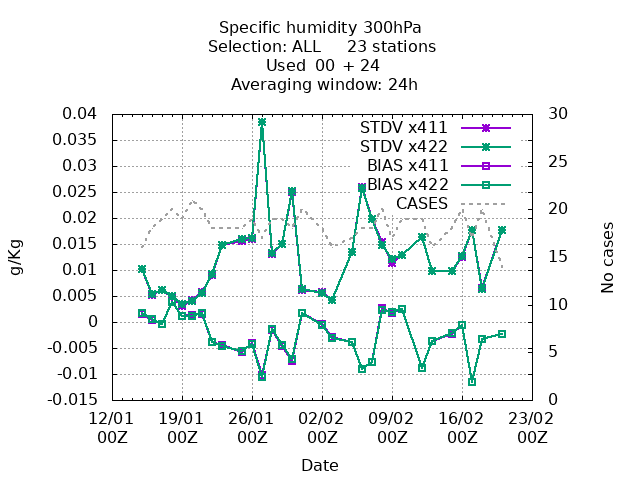 Specific humidity 300hPa
Selection: ALL 23 stations
Used 00 + 24
Averaging window: 24h
STDV x411
STDV x422
BIAS x411
BIAS x422
CASES
g/Kg
0.04
0.035
0.03
0.025
0.02
0.015
0.01
0.005
0
-0.005
-0.01
-0.015
30
25
20
15
10
5
0
No cases
12/01 19/01 26/01 02/02 09/02 16/02 23/02
00Z 00Z 00Z 00Z 00Z 00Z 00Z
Date